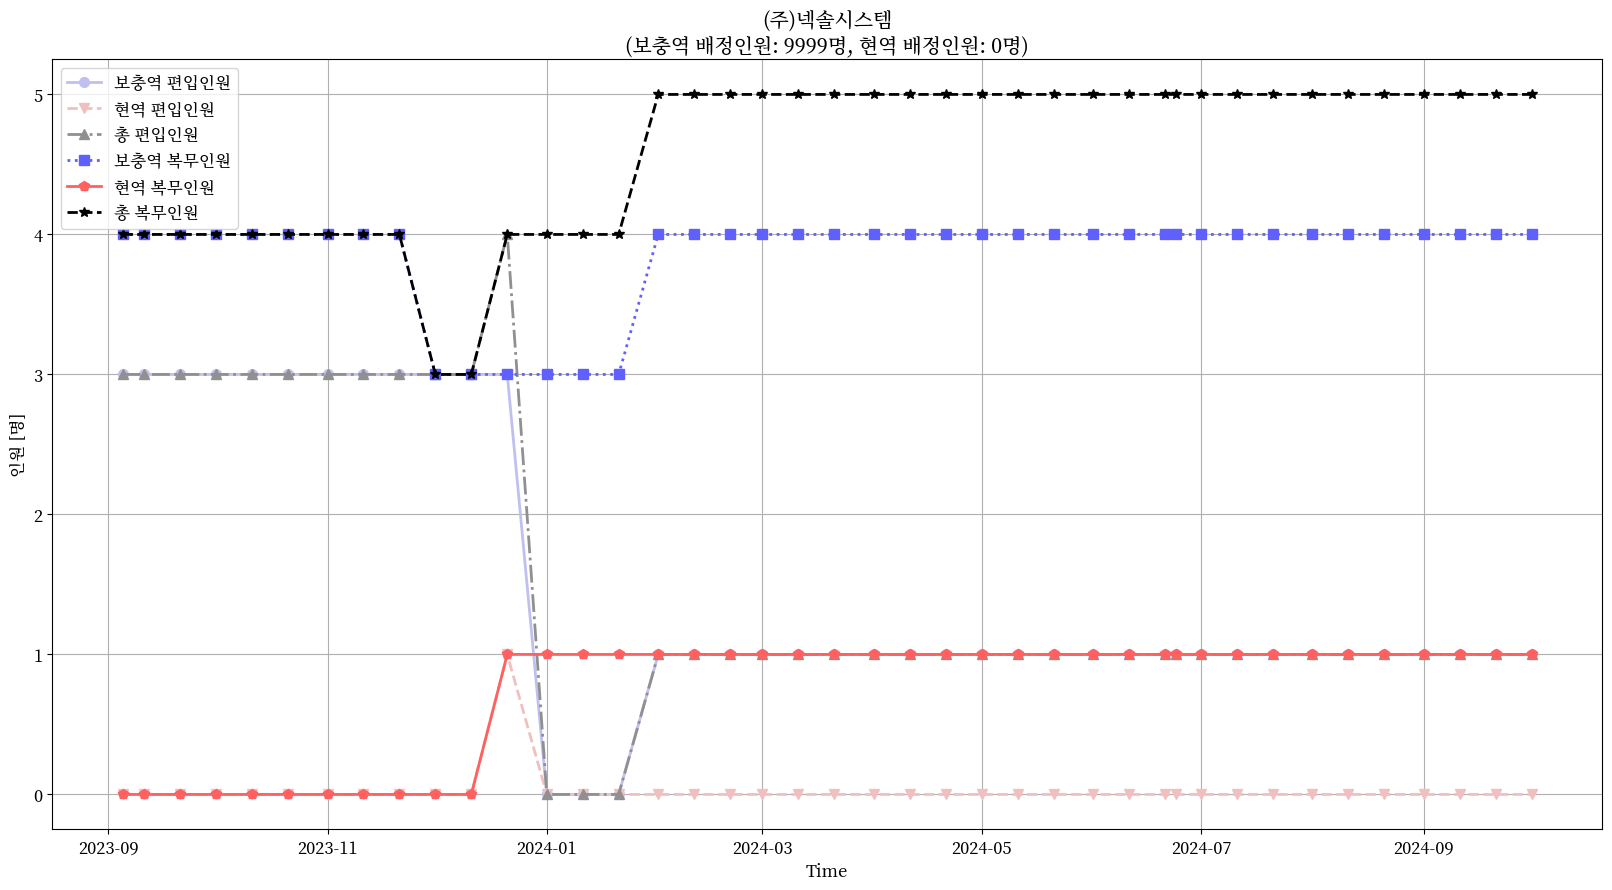 (주)넥솔시스템
(보충역 배정인원: 9999명, 현역 배정인원: 0명)
보충역 편입인원
현역 편입인원
총 편입인원
보충역 복무인원
현역 복무인원
총 복무인원
5
4
3
2
1
0
인원 [명]
2023-09
2023-11
2024-01
2024-03
2024-05
2024-07
2024-09
Time